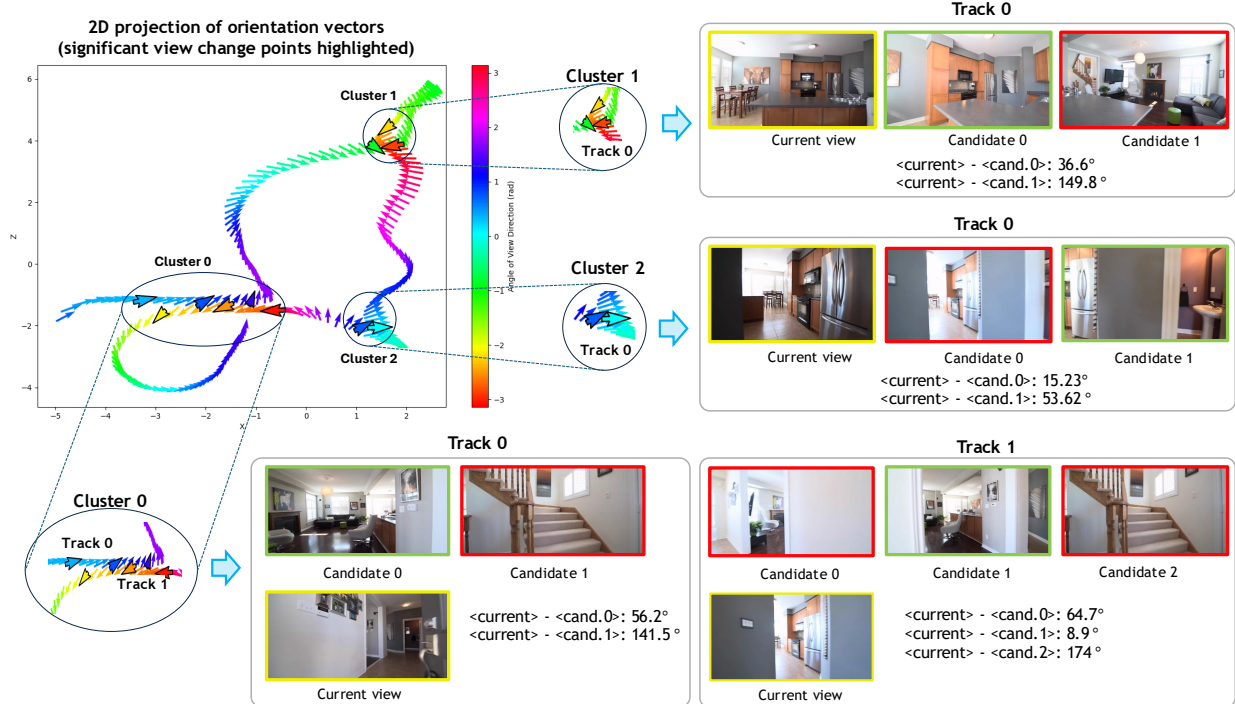 2D projection of orientation vectors
(significant view change points highlighted)
6
4
2
0
−2
−4
Z
−5
−4
−3
−2
−1
0
1
2
X
Cluster 1
Cluster 0
Cluster 2
3
2
1
0
−1
−2
−3
Angle of View Direction (rad)
Cluster 1
Track 0
Cluster 2
Track 0
Track 0
Current view
Candidate 0
Candidate 1
<current> - <cand.0>: 36.6°
<current> - <cand.1>: 149.8°
Track 0
Current view
Candidate 0
Candidate 1
<current> - <cand.0>: 15.23°
<current> - <cand.1>: 53.62°
Cluster 0
Track 0
Track 1
Track 0
Candidate 0
Candidate 1
<current> - <cand.0>: 56.2°
<current> - <cand.1>: 141.5°
Current view
Track 1
Candidate 0
Candidate 1
Candidate 2
<current> - <cand.0>: 64.7°
<current> - <cand.1>: 8.9°
<current> - <cand.2>: 174°
Current view